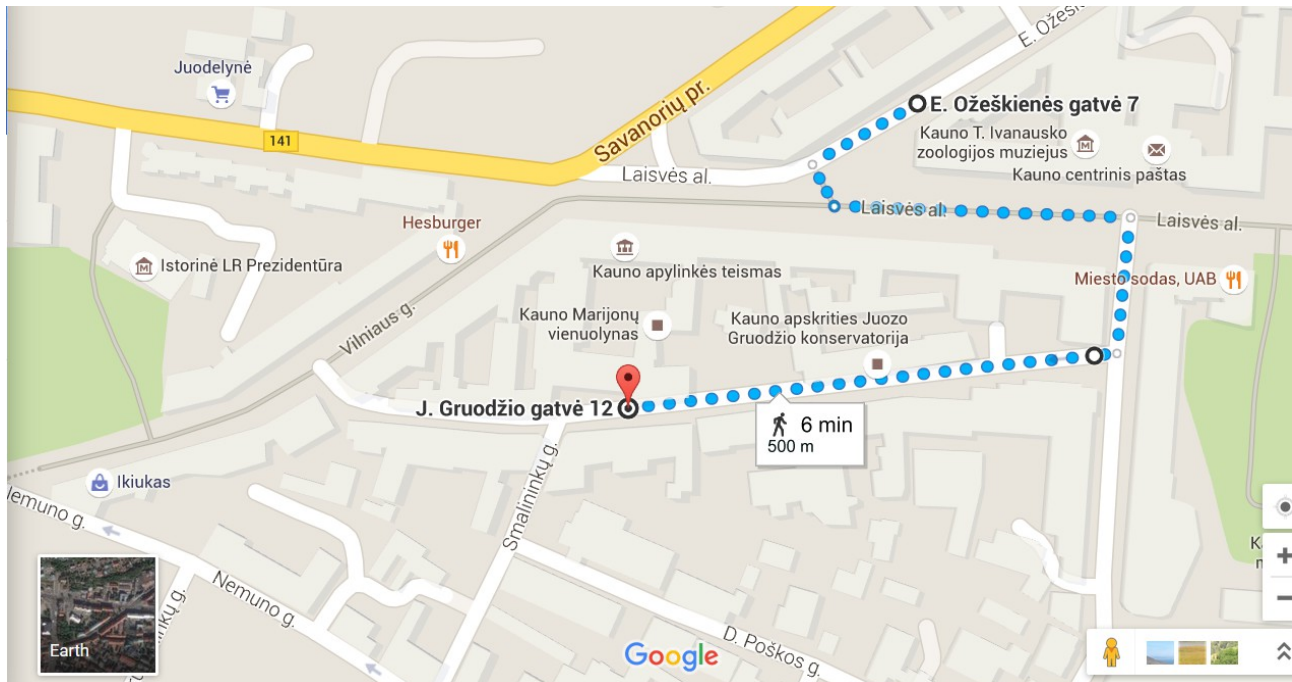 E. Ožeški
Juodelynė
Savanorių pr.
E. Ožeškienės gatvė 7
141
Kauno T. Ivanausko
zoologijos muziejus
Kauno centrinis paštas
Laisvės al.
Laisvės al.
Laisvės al.
Hesburger
Istorinė LR Prezidentūra
Kauno apylinkės teismas
Miesto sodas, UAB
Vilniaus g.
Kauno Marijonų
vienuolynas
Kauno apskrities Juozo
Gruodžio konservatorija
J. Gruodžio gatvė 12
6 min
500 m
Smalininkų g.
Ikiukas
Nemuno g.
Nemuno g.
D. Poškos g.
Earth
Google